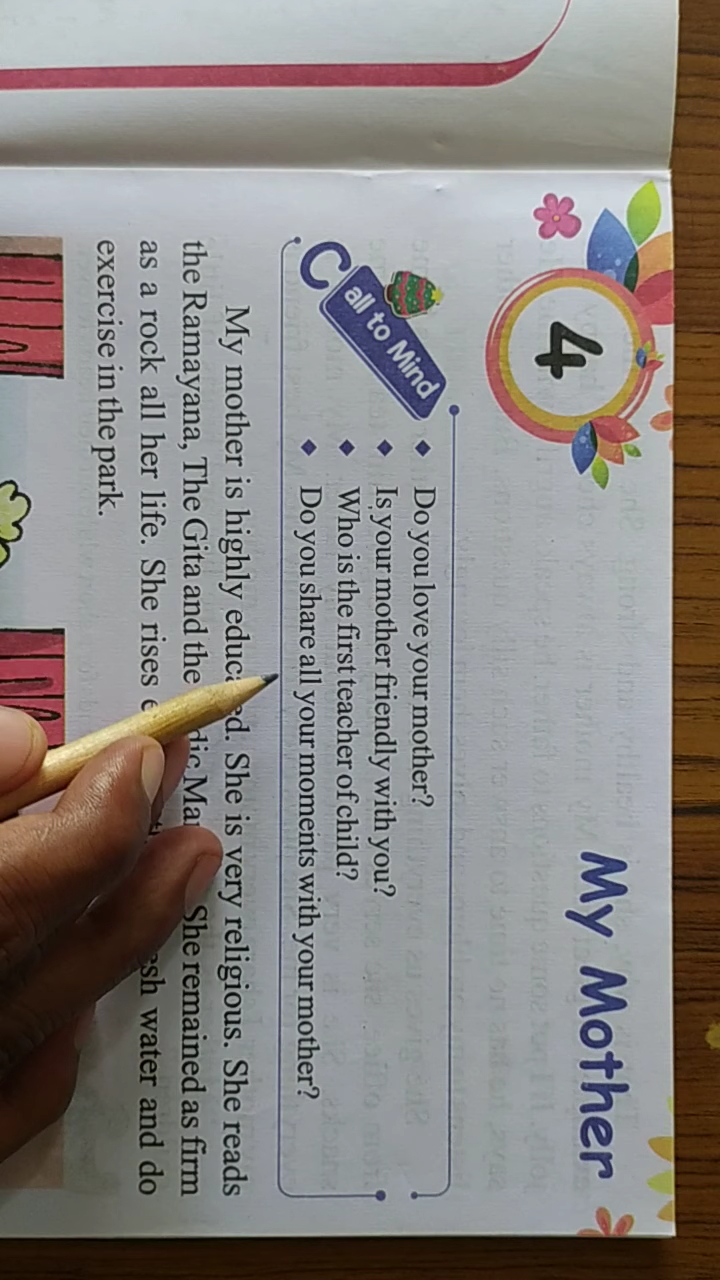 4
My Mother
Call to Mind
Do you love your mother?
Is your mother friendly with you?
Who is the first teacher of child?
Do you share all your moments with your mother?
My mother is highly educated. She is very religious. She reads
the Ramayana, The Gita and the She remained as firm
as a rock all her life. She rises water and do
exercise in the park.